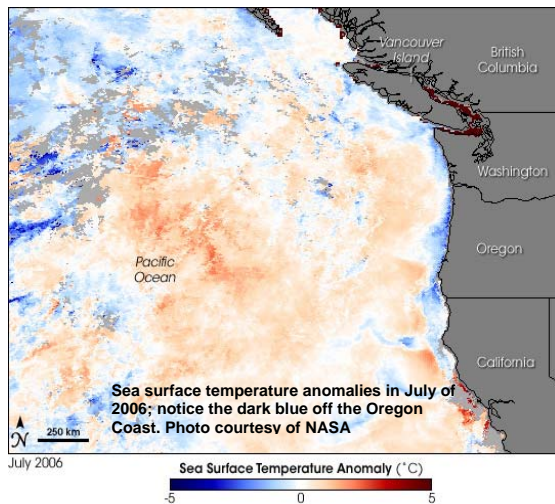 Vancouver
Island
British
Columbia
Washington
Pacific
Ocean
Oregon
California
Sea surface temperature anomalies in July of
2006; notice the dark blue off the Oregon
Coast. Photo courtesy of NASA
N
250 km
July 2006
Sea Surface Temperature Anomaly (°C)
-5 0 5